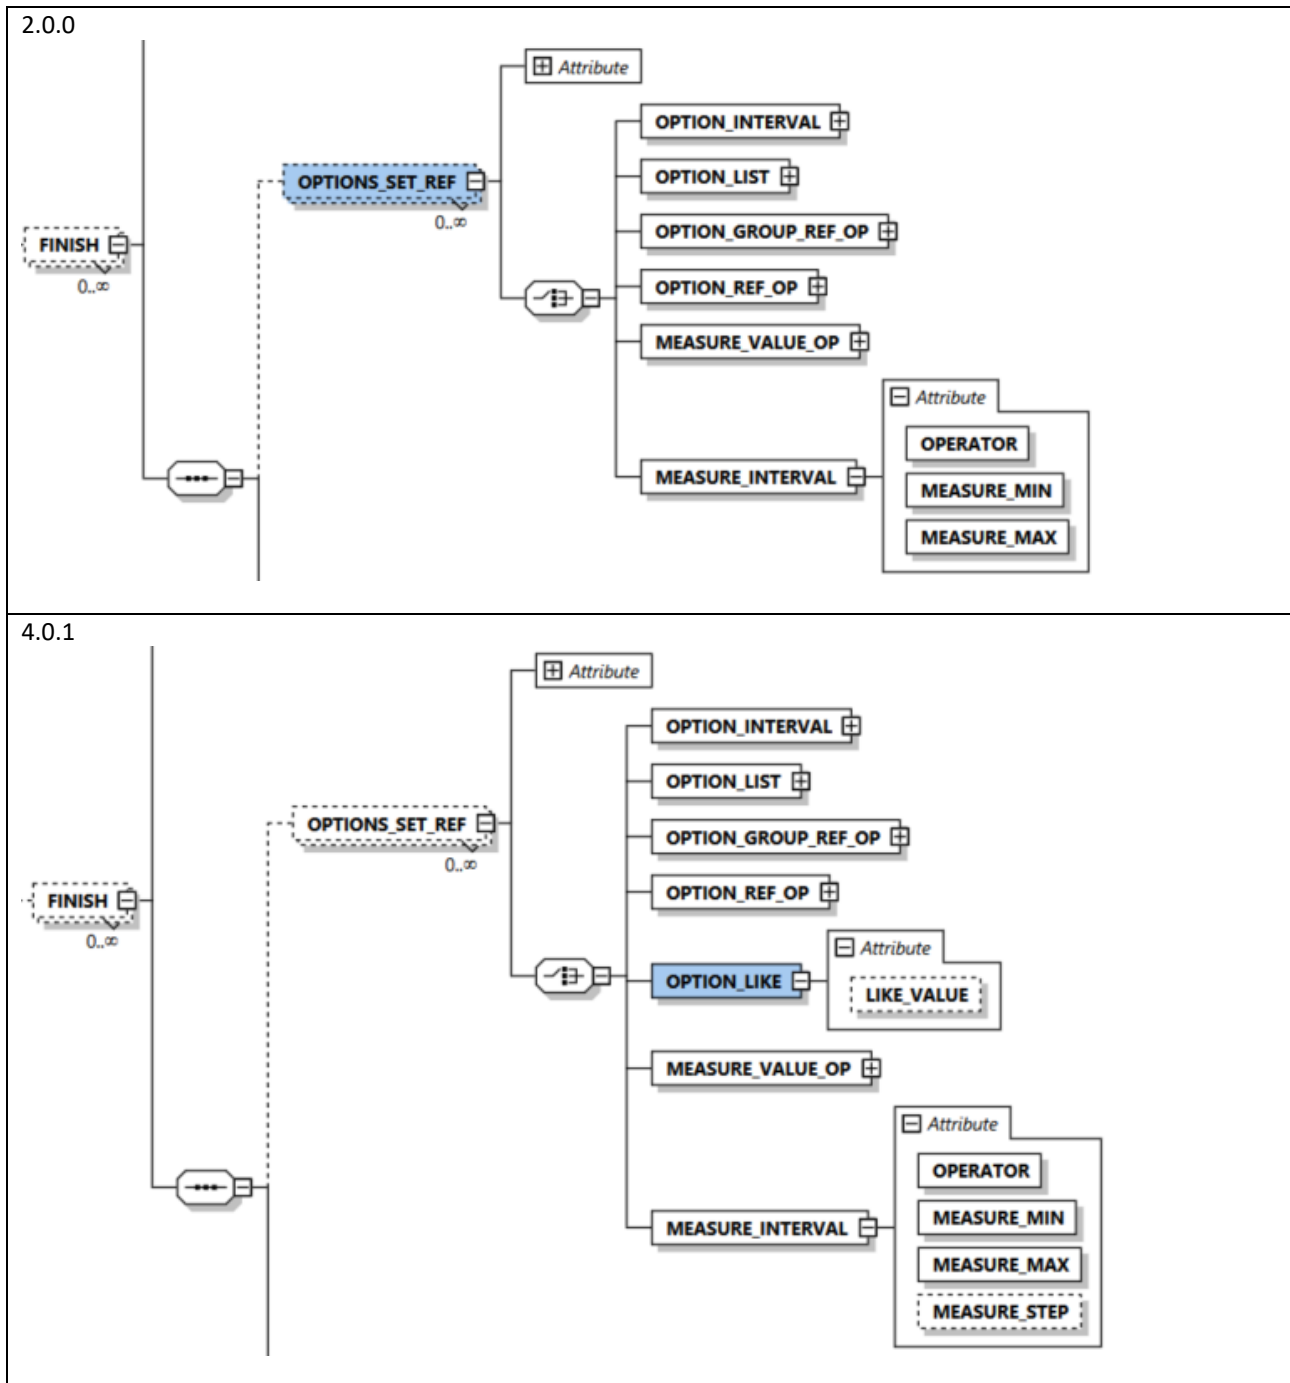 2.0.0
Attribute
OPTION_INTERVAL
OPTION_LIST
OPTIONS_SET_REF
0..∞
OPTION_GROUP_REF_OP
FINISH
0..∞
OPTION_REF_OP
MEASURE_VALUE_OP
Attribute
OPERATOR
MEASURE_INTERVAL
MEASURE_MIN
MEASURE_MAX
4.0.1
Attribute
OPTION_INTERVAL
OPTION_LIST
OPTIONS_SET_REF
0..∞
OPTION_GROUP_REF_OP
OPTION_REF_OP
FINISH
0..∞
Attribute
OPTION_LIKE
LIKE_VALUE
MEASURE_VALUE_OP
Attribute
OPERATOR
MEASURE_MIN
MEASURE_INTERVAL
MEASURE_MAX
MEASURE_STEP